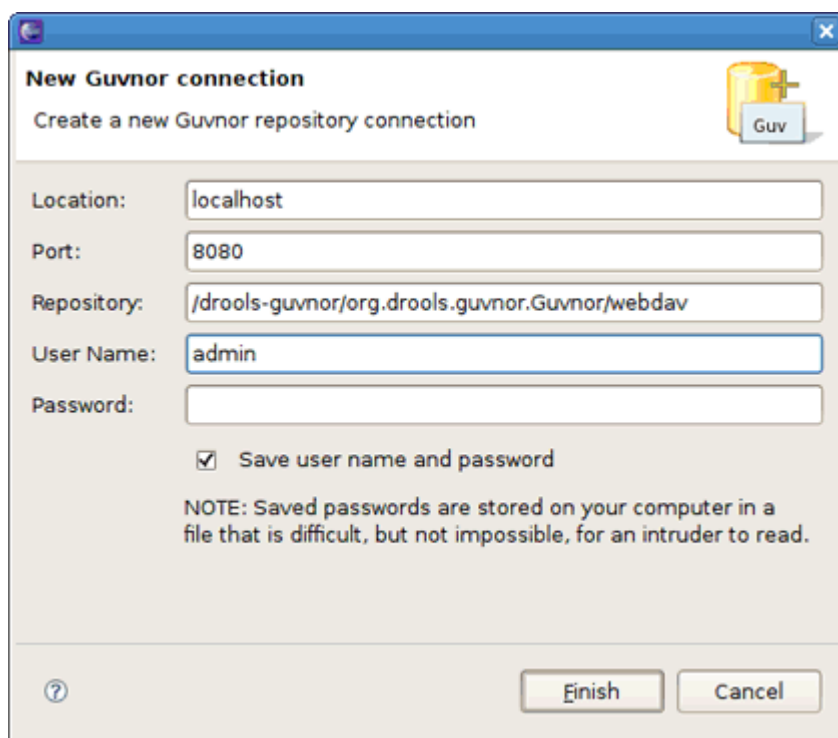 New Guvnor connection
Create a new Guvnor repository connection
Guv
Location: localhost
Port: 8080
Repository: /drools-guvnor/org.drools.guvnor.Guvnor/webdav
User Name: admin
Password:
Save user name and password
NOTE: Saved passwords are stored on your computer in a
file that is difficult, but not impossible, for an intruder to read.
? Finish Cancel